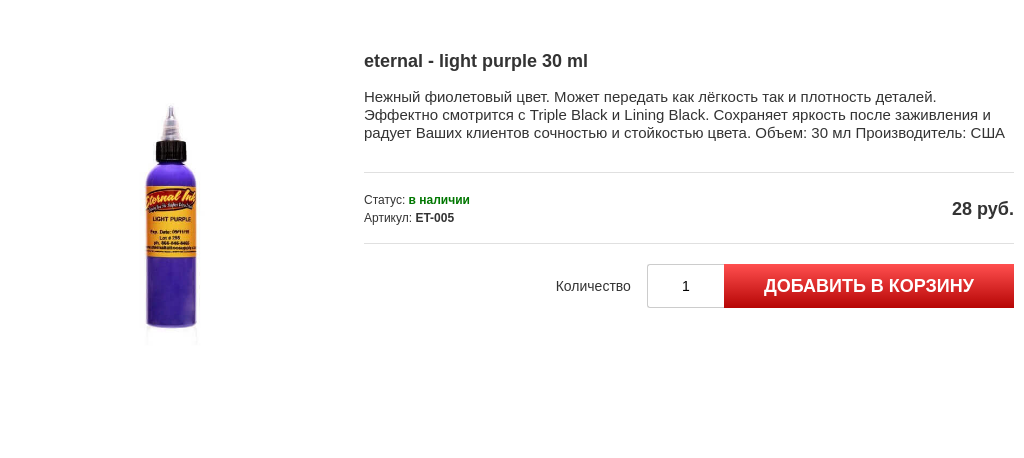 eternal - light purple 30 ml
Нежный фиолетовый цвет. Может передать как лёгкость так и плотность деталей.
Эффектно смотрится с Triple Black и Lining Black. Сохраняет яркость после заживления и
радует Ваших клиентов сочностью и стойкостью цвета. Объем: 30 мл Производитель: США
Eternal Ink
LIGHT PURPLE
Статус: в наличии
Артикул: ET-005
28 руб.
Количество 1 ДОБАВИТЬ В КОРЗИНУ